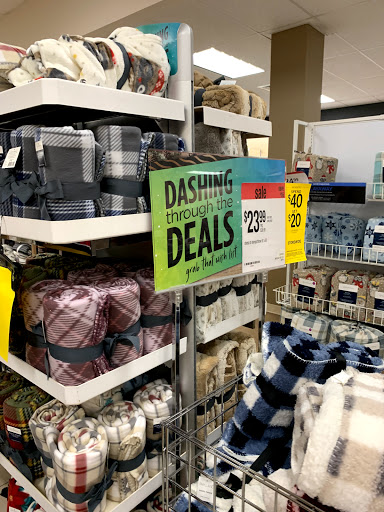 DASHING
through the
DEALS
grab that wish list
sale
$23.99
$40
$20